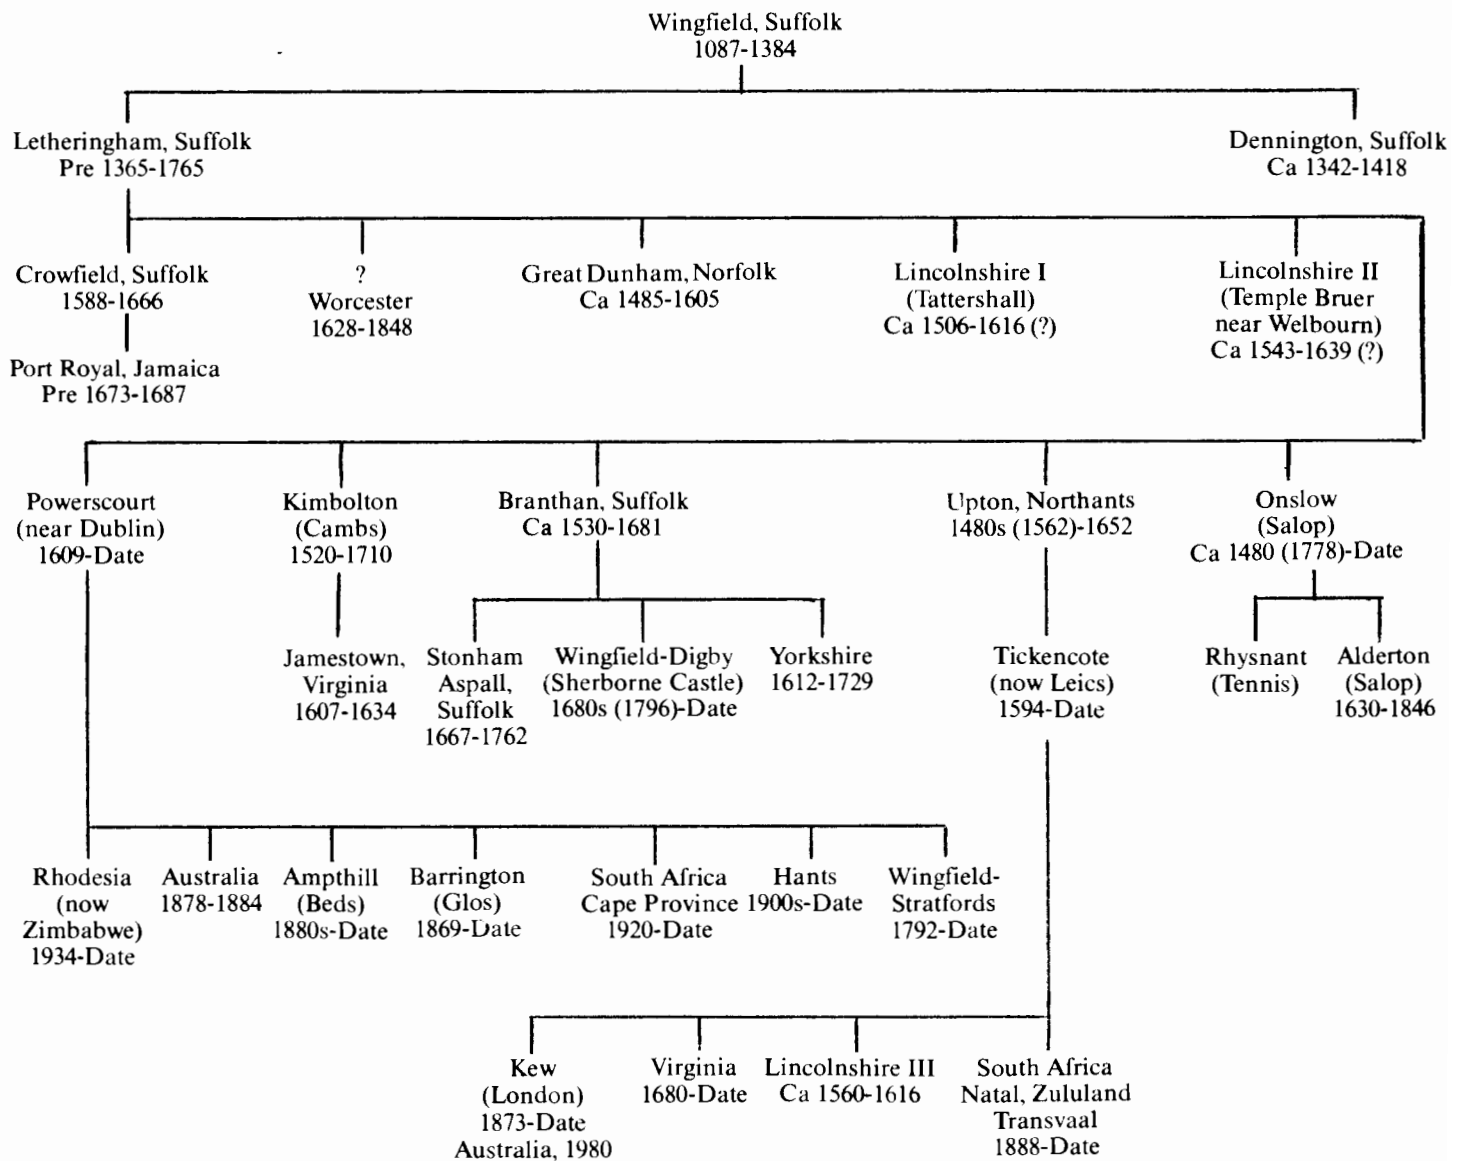 Wingfield, Suffolk
1087-1384
Letheringham, Suffolk
Pre 1365-1765
Dennington, Suffolk
Ca 1342-1418
Crowfield, Suffolk
1588-1666
?
Worcester
1628-1848
Great Dunham, Norfolk
Ca 1485-1605
Lincolnshire I
(Tattershall)
Ca 1506-1616 (?)
Lincolnshire II
(Temple Bruer
near Welbourn)
Ca 1543-1639 (?)
Port Royal, Jamaica
Pre 1673-1687
Powerscourt
(near Dublin)
1609-Date
Kimbolton
(Cambs)
1520-1710
Branthan, Suffolk
Ca 1530-1681
Upton, Northants
1480s (1562)-1652
Onslow
(Salop)
Ca 1480 (1778)-Date
Jamestown,
Virginia
1607-1634
Stonham
Aspall,
Suffolk
1667-1762
Wingfield-Digby
(Sherborne Castle)
1680s (1796)-Date
Yorkshire
1612-1729
Tickencote
(now Leics)
1594-Date
Rhysnant
(Tennis)
Alderton
(Salop)
1630-1846
Rhodesia
(now
Zimbabwe)
1934-Date
Australia
1878-1884
Ampthill
(Beds)
1880s-Date
Barrington
(Glos)
1869-Date
South Africa
Cape Province
1920-Date
Hants
1900s-Date
Wingfield-
Stratfords
1792-Date
Kew
(London)
1873-Date
Australia, 1980
Virginia
1680-Date
Lincolnshire III
Ca 1560-1616
South Africa
Natal, Zululand
Transvaal
1888-Date